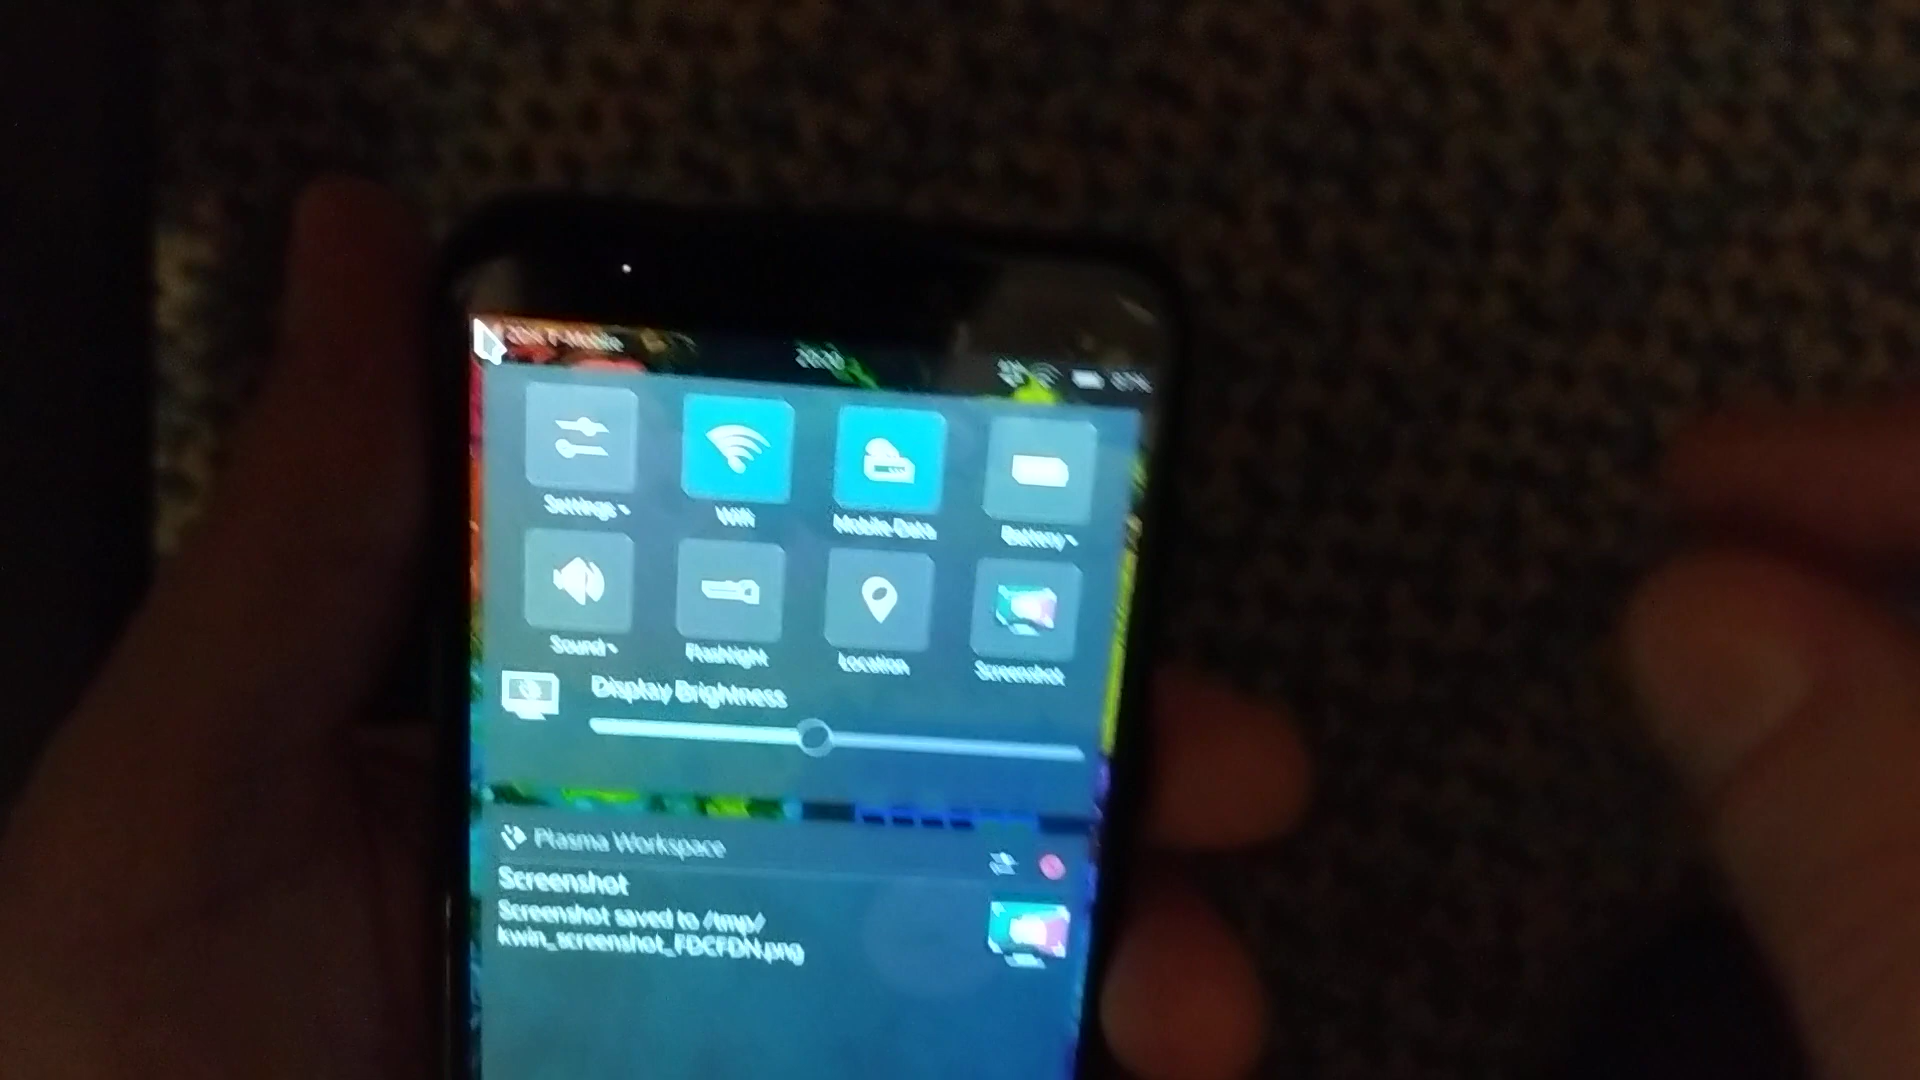 Settings
Wifi
Mobile Data
Battery
Sound
Flashlight
Location
Screenshot
Display Brightness
Plasma Workspace
Screenshot
Screenshot saved to /tmp/
kwin_screenshot_FDCFDN.png